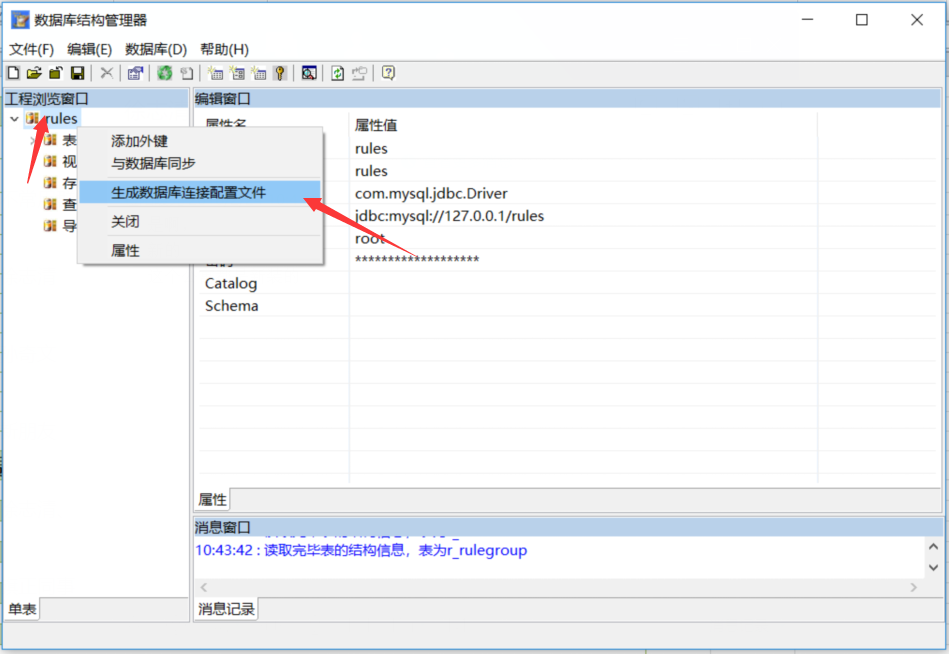 数据库结构管理器
文件(F) 编辑(E) 数据库(D) 帮助(H)
工程浏览窗口
rules
表
视
存
查
导
添加外键
与数据库同步
生成数据库连接配置文件
关闭
属性
编辑窗口
属性名 属性值
rules
rules
com.mysql.jdbc.Driver
jdbc:mysql://127.0.0.1/rules
root
*******************
Catalog
Schema
属性
消息窗口
10:43:42 : 读取完毕表的结构信息，表为r_rulegroup
消息记录
单表